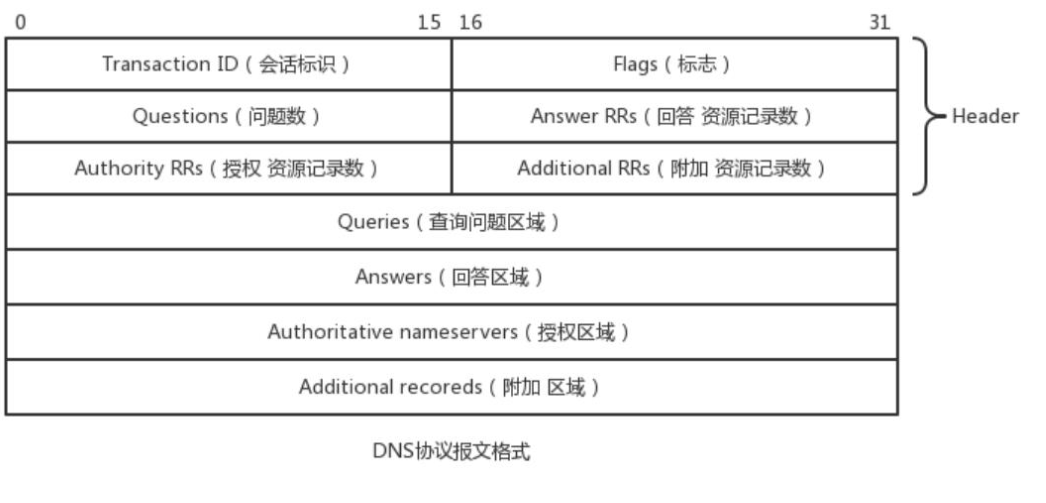 0 15 16 31
Transaction ID ( 会话标识 ) Flags ( 标志 )
Questions ( 问题数 ) Answer RRs ( 回答 资源记录数 )
Header
Authority RRs ( 授权 资源记录数 ) Additional RRs ( 附加 资源记录数 )
Queries ( 查询问题区域 )
Answers ( 回答区域 )
Authoritative nameservers ( 授权区域 )
Additional recoreds ( 附加 区域 )
DNS协议报文格式